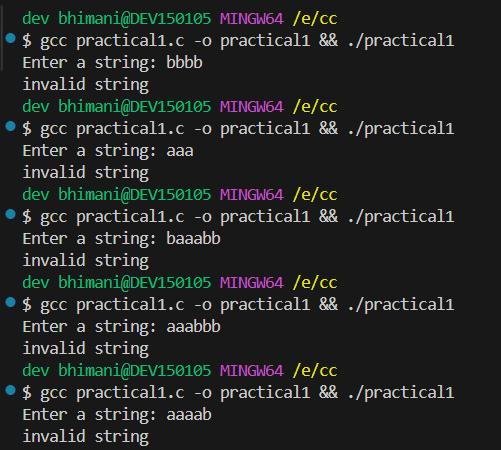 dev bhimani@DEV150105 MINGW64 /e/cc
$ gcc practical1.c -o practical1 && ./practical1
Enter a string: bbbb
invalid string
dev bhimani@DEV150105 MINGW64 /e/cc
$ gcc practical1.c -o practical1 && ./practical1
Enter a string: aaa
invalid string
dev bhimani@DEV150105 MINGW64 /e/cc
$ gcc practical1.c -o practical1 && ./practical1
Enter a string: baaabb
invalid string
dev bhimani@DEV150105 MINGW64 /e/cc
$ gcc practical1.c -o practical1 && ./practical1
Enter a string: aaabbb
invalid string
dev bhimani@DEV150105 MINGW64 /e/cc
$ gcc practical1.c -o practical1 && ./practical1
Enter a string: aaaab
invalid string